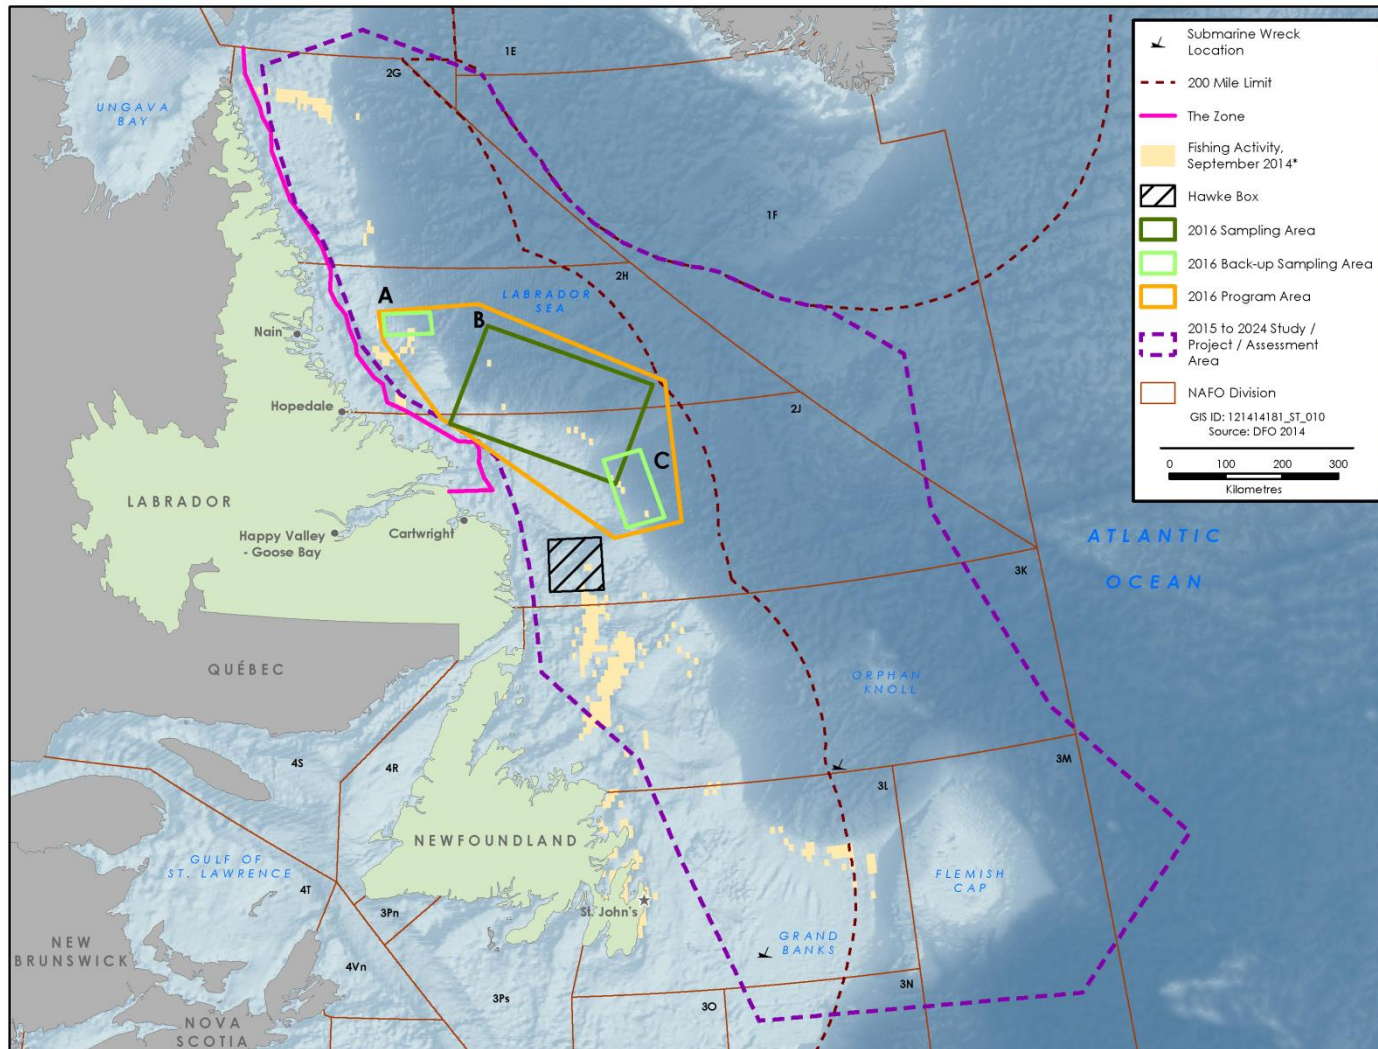 1E
2G
UNGAVA
BAY
1F
2H
LABRADOR
SEA
A
B
Nain
Hopedale
2J
C
LABRADOR
Happy Valley
- Goose Bay
Cartwright
ATLANTIC
OCEAN
3K
QUÉBEC
ORPHAN
KNOLL
4S
4R
3L
3M
NEWFOUNDLAND
GULF OF
ST. LAWRENCE
4T
FLEMISH
CAP
3Pn
St. John's
GRAND
BANKS
NEW
BRUNSWICK
4Vn
3Ps
3O
3N
NOVA
SCOTIA
Submarine Wreck
Location
200 Mile Limit
The Zone
Fishing Activity,
September 2014*
Hawke Box
2016 Sampling Area
2016 Back-up Sampling Area
2016 Program Area
2015 to 2024 Study /
Project / Assessment
Area
NAFO Division
GIS ID: 121414181_ST_010
Source: DFO 2014
0 100 200 300
Kilometres